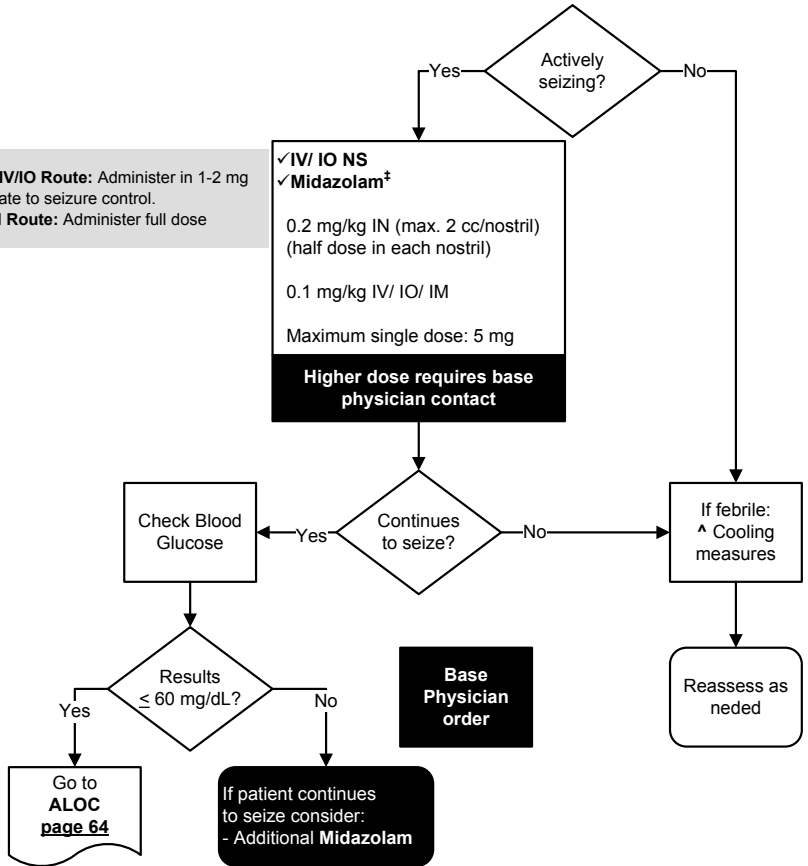 Actively
seizing?
Yes
No
IV/IO Route: Administer in 1-2 mg
ate to seizure control.
Route: Administer full dose
✓IV/ IO NS
✓Midazolam‡
0.2 mg/kg IN (max. 2 cc/nostril)
(half dose in each nostril)
0.1 mg/kg IV/ IO/ IM
Maximum single dose: 5 mg
Higher dose requires base
physician contact
Check Blood
Glucose
Yes
Continues
to seize?
No
If febrile:
^ Cooling
measures
Results
≤ 60 mg/dL?
Yes
No
Base
Physician
order
Reassess as
neded
Go to
ALOC
page 64
If patient continues
to seize consider:
- Additional Midazolam